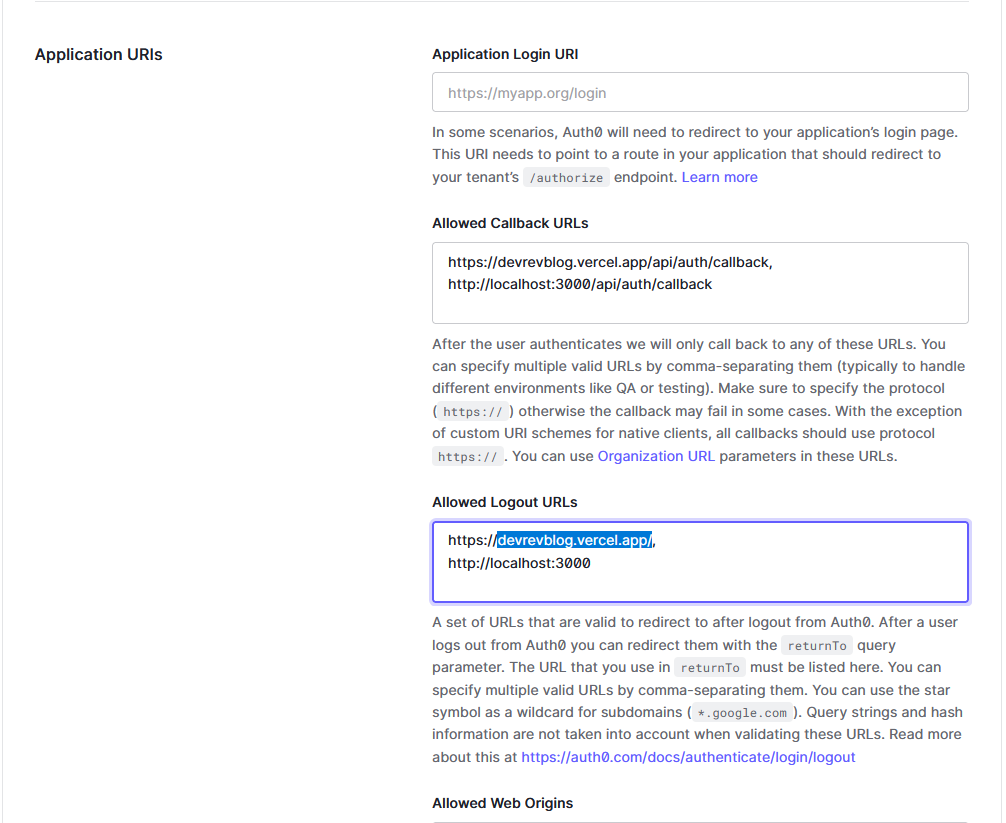 Application URIs
Application Login URI
https://myapp.org/login
In some scenarios, Auth0 will need to redirect to your application's login page.
This URI needs to point to a route in your application that should redirect to
your tenant's /authorize endpoint. Learn more
Allowed Callback URLs
https://devrevblog.vercel.app/api/auth/callback,
http://localhost:3000/api/auth/callback
After the user authenticates we will only call back to any of these URLs. You
can specify multiple valid URLs by comma-separating them (typically to handle
different environments like QA or testing). Make sure to specify the protocol
( https:// ) otherwise the callback may fail in some cases. With the exception
of custom URI schemes for native clients, all callbacks should use protocol
https:// . You can use Organization URL parameters in these URLs.
Allowed Logout URLs
https://devrevblog.vercel.app/,
http://localhost:3000
A set of URLs that are valid to redirect to after logout from Auth0. After a user
logs out from Auth0 you can redirect them with the returnTo query
parameter. The URL that you use in returnTo must be listed here. You can
specify multiple valid URLs by comma-separating them. You can use the star
symbol as a wildcard for subdomains ( *.google.com ). Query strings and hash
information are not taken into account when validating these URLs. Read more
about this at https://auth0.com/docs/authenticate/login/logout
Allowed Web Origins